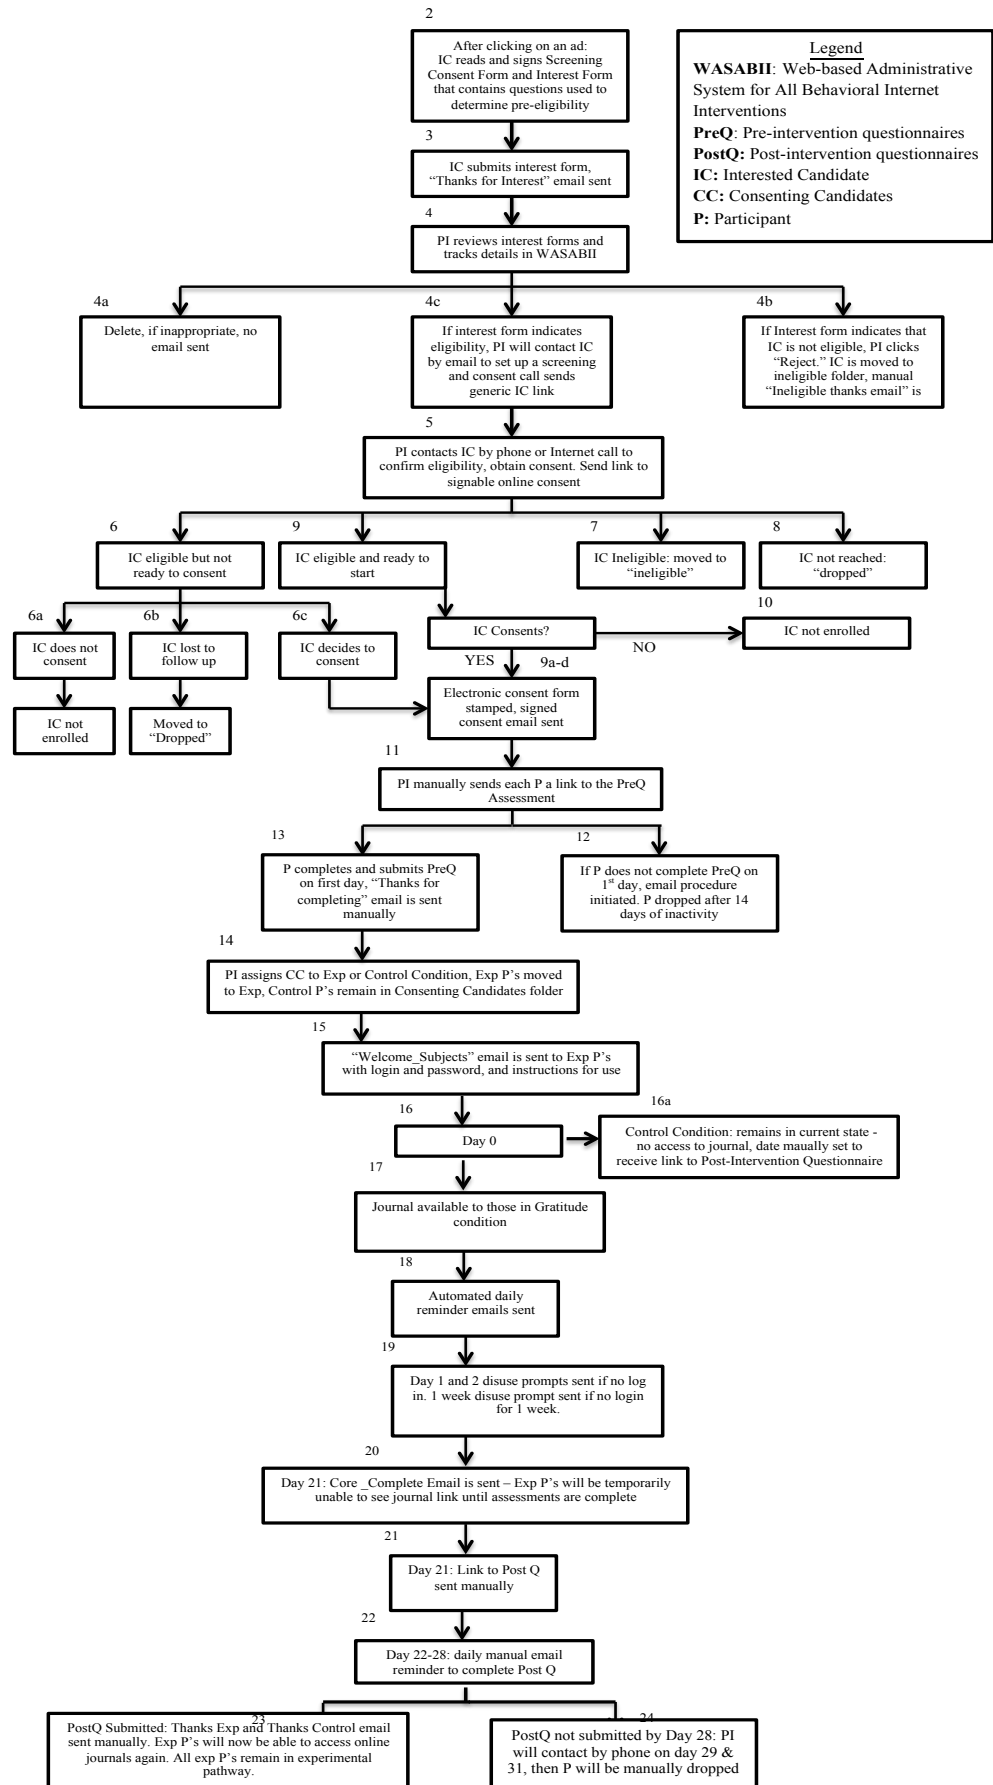 2
After clicking on an ad:
IC reads and signs Screening
Consent Form and Interest Form
that contains questions used to
determine pre-eligibility
Legend
WASABII: Web-based Administrative
System for All Behavioral Internet
Interventions
PreQ: Pre-intervention questionnaires
PostQ: Post-intervention questionnaires
IC: Interested Candidate
CC: Consenting Candidates
P: Participant
3
IC submits interest form,
“Thanks for Interest” email sent
4
PI reviews interest forms and
tracks details in WASABII
4a
Delete, if inappropriate, no
email sent
4c
If interest form indicates
eligibility, PI will contact IC
by email to set up a screening
and consent call sends
generic IC link
4b
If Interest form indicates that
IC is not eligible, PI clicks
“Reject.” IC is moved to
ineligible folder, manual
“Ineligible thanks email” is
5
PI contacts IC by phone or Internet call to
confirm eligibility, obtain consent. Send link to
signable online consent
6
IC eligible but not
ready to consent
9
IC eligible and ready to
start
7
IC Ineligible: moved to
“ineligible”
8
IC not reached:
“dropped”
6a
IC does not
consent
6b
IC lost to
follow up
6c
IC decides to
consent
IC Consents?
NO
10
IC not enrolled
YES
9a-d
IC not
enrolled
Moved to
“Dropped”
Electronic consent form
stamped, signed
consent email sent
11
PI manually sends each P a link to the PreQ
Assessment
13
P completes and submits PreQ
on first day, “Thanks for
completing” email is sent
manually
12
If P does not complete PreQ on
1st day, email procedure
initiated. P dropped after 14
days of inactivity
14
PI assigns CC to Exp or Control Condition, Exp P’s moved
to Exp, Control P’s remain in Consenting Candidates folder
15
“Welcome_Subjects” email is sent to Exp P’s
with login and password, and instructions for use
16
Day 0
16a
Control Condition: remains in current state -
no access to journal, date maually set to
receive link to Post-Intervention Questionnaire
17
Journal available to those in Gratitude
condition
18
Automated daily
reminder emails sent
19
Day 1 and 2 disuse prompts sent if no log
in. 1 week disuse prompt sent if no login
for 1 week.
20
Day 21: Core _Complete Email is sent – Exp P’s will be temporarily
unable to see journal link until assessments are complete
21
Day 21: Link to Post Q
sent manually
22
Day 22-28: daily manual email
reminder to complete Post Q
23
PostQ Submitted: Thanks Exp and Thanks Control email
sent manually. Exp P’s will now be able to access online
journals again. All exp P’s remain in experimental
pathway.
24
PostQ not submitted by Day 28: PI
will contact by phone on day 29 &
31, then P will be manually dropped